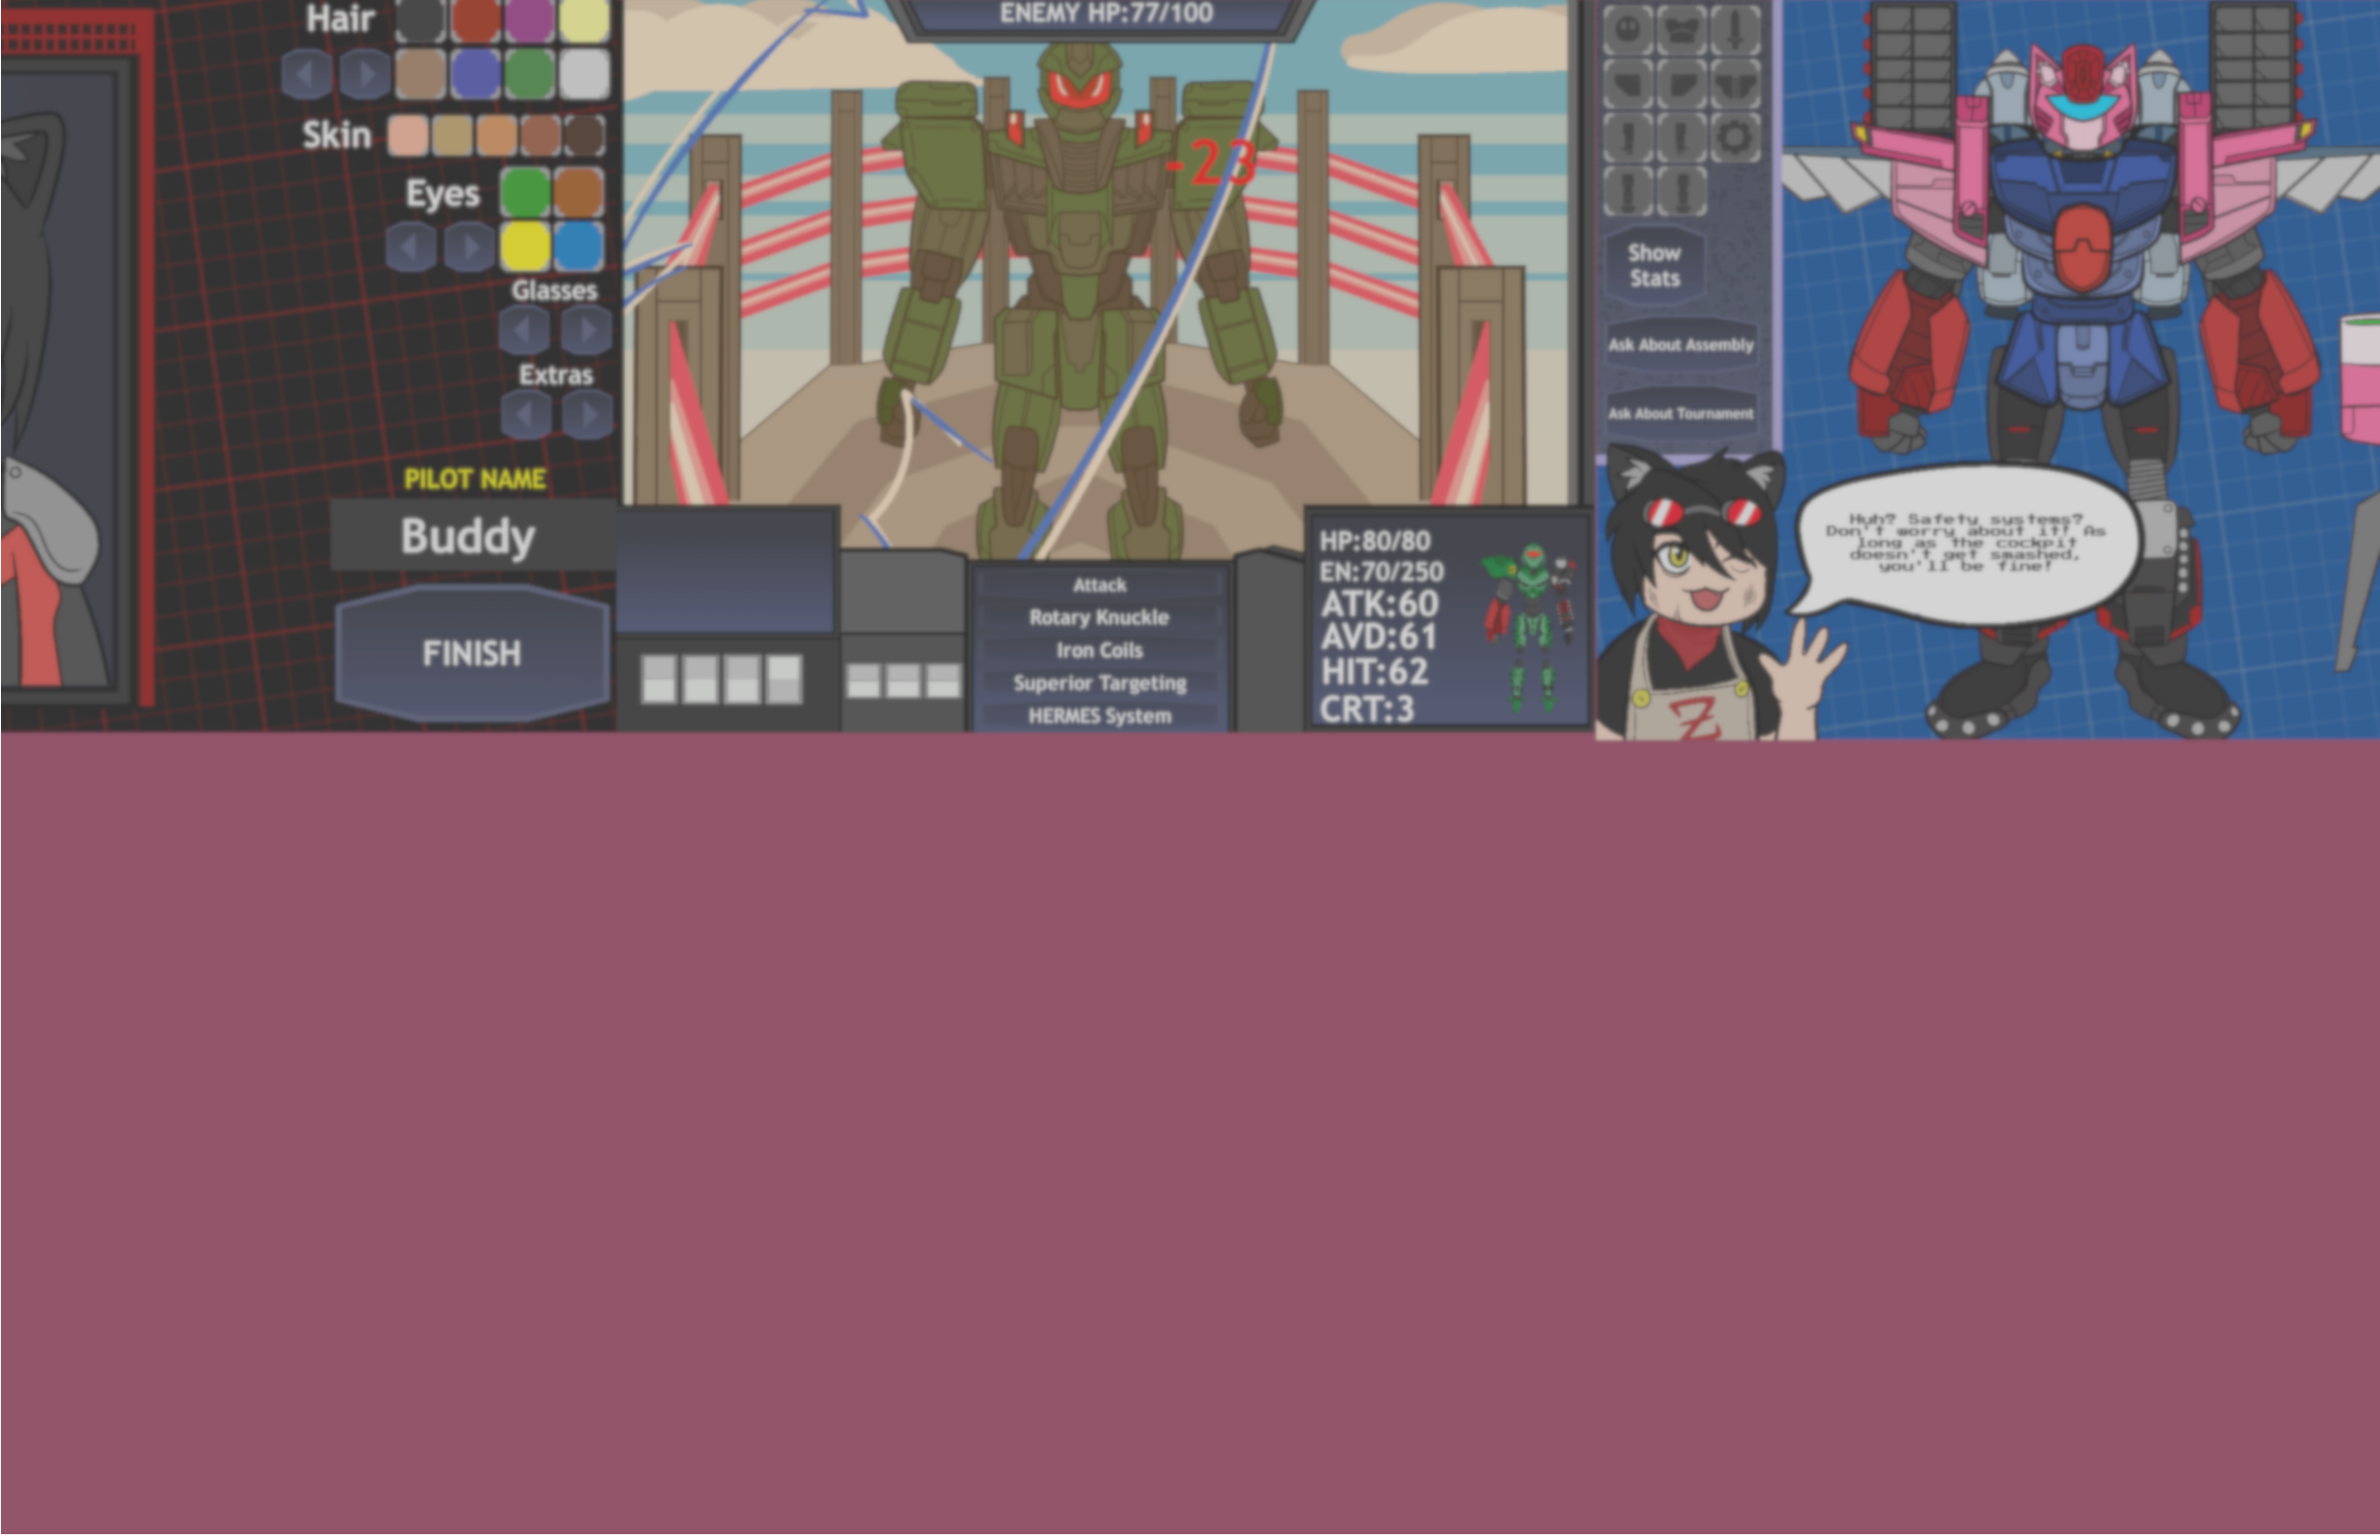 Hair
Skin
Eyes
Glasses
Extras
PILOT NAME
Buddy
FINISH
ENEMY HP:77/100
-23
Attack
Rotary Knuckle
Iron Coils
Superior Targeting
HERMES System
HP:80/80
EN:70/250
ATK:60
AVD:61
HIT:62
CRT:3
Show
Stats
Ask About Assembly
Ask About Tournament
Huh? Safety systems?
Don't worry about it! As
long as the cockpit
doesn't get smashed,
you'll be fine!
Z